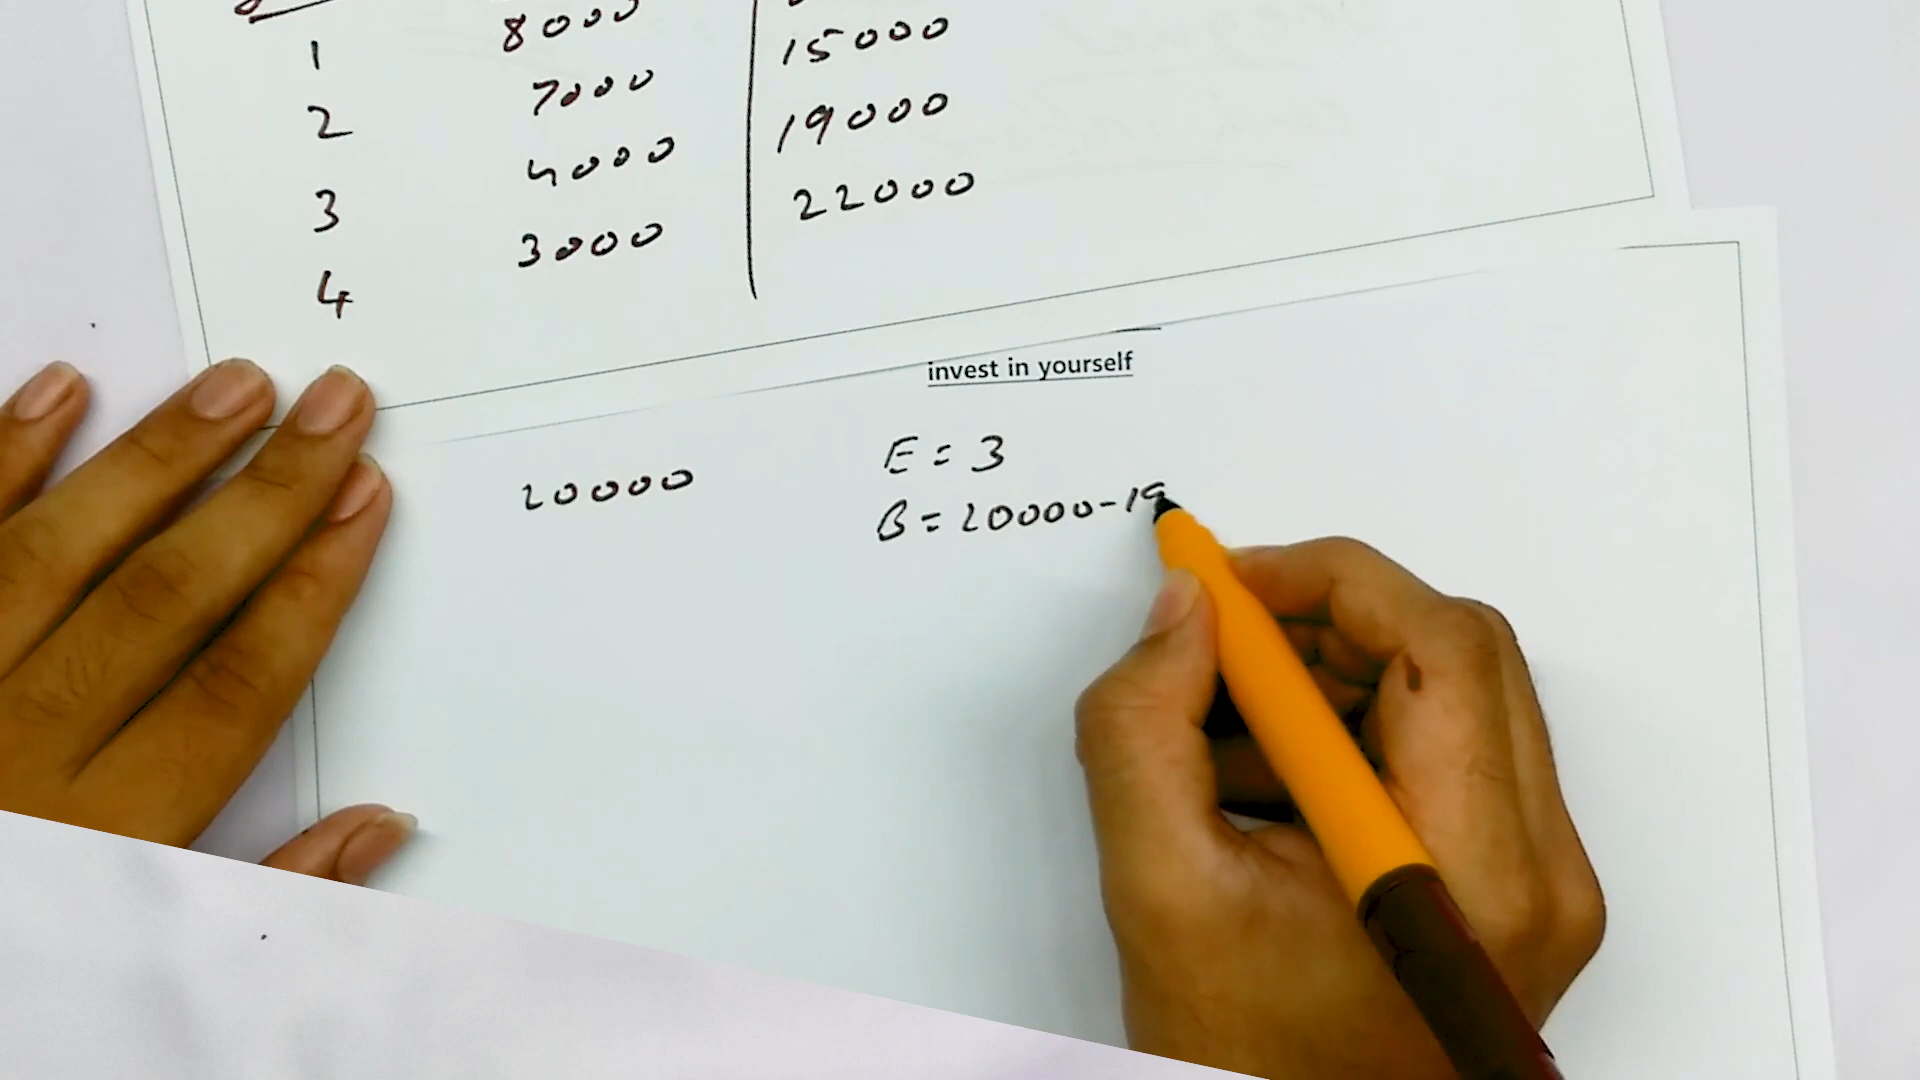 1 8000
2 7000 15000
3 4000 19000
4 3000 22000
invest in yourself
20000 E = 3
B = 20000-19